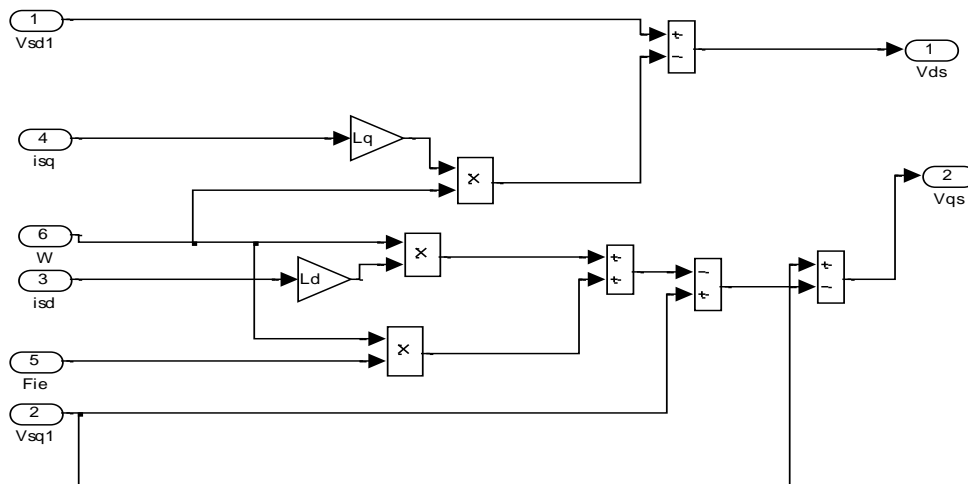 1
Vsd1
+
−
1
Vds
4
isq
Lq
X
2
Vqs
6
W
X
+
+
3
isd
Ld
−
+
+
−
X
5
Fie
2
Vsq1